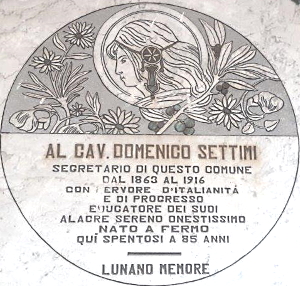 AL CAV. DOMENICO SETTIMI
SEGRETARIO DI QUESTO COMUNE
DAL 1863 AL 1916
CON FERVORE D'ITALIANITÀ
E DI PROGRESSO
EDUCATORE DEI SUOI
ALACRE SERENO ONESTISSIMO
NATO A FERMO
QUI SPENTOSI A 85 ANNI
LUNANO MEMORE